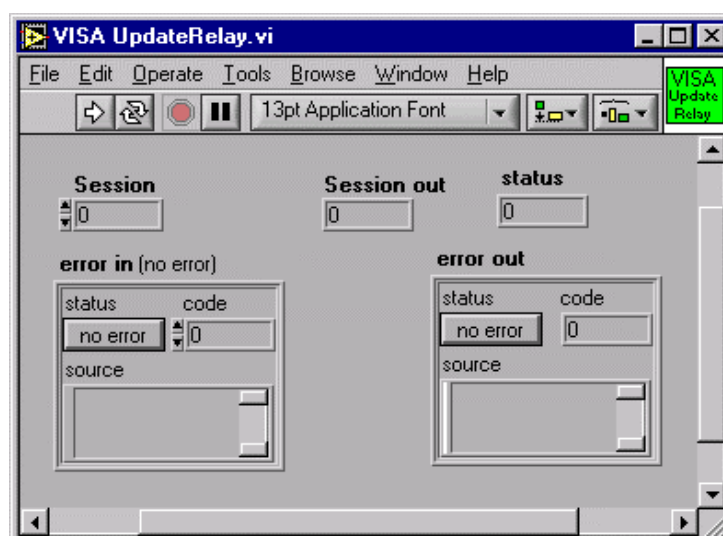 VISA UpdateRelay.vi
File Edit Operate Tools Browse Window Help
VISA
Update
Relay
13pt Application Font
Session
0
Session out
0
status
0
error in (no error)
status code
no error 0
source
error out
status code
no error 0
source